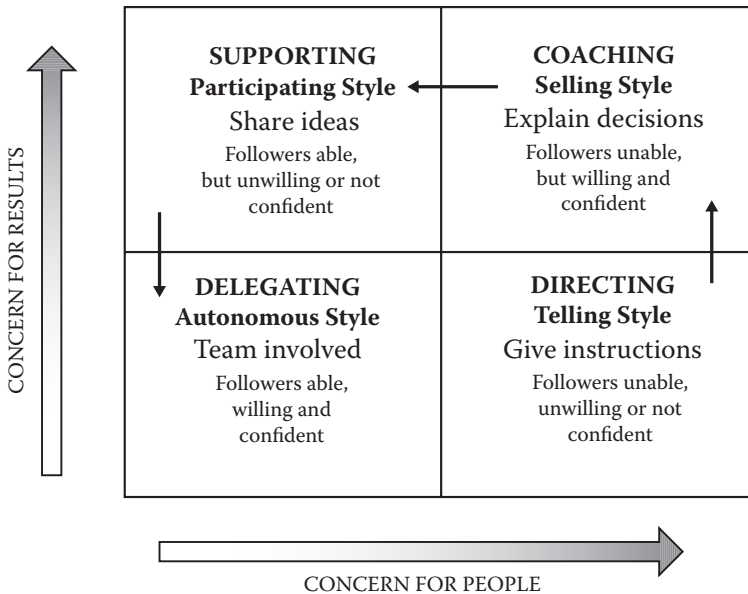 CONCERN FOR RESULTS
SUPPORTING
Participating Style
Share ideas
Followers able,
but unwilling or not
confident
COACHING
Selling Style
Explain decisions
Followers unable,
but willing and
confident
DELEGATING
Autonomous Style
Team involved
Followers able,
willing and
confident
DIRECTING
Telling Style
Give instructions
Followers unable,
unwilling or not
confident
CONCERN FOR PEOPLE